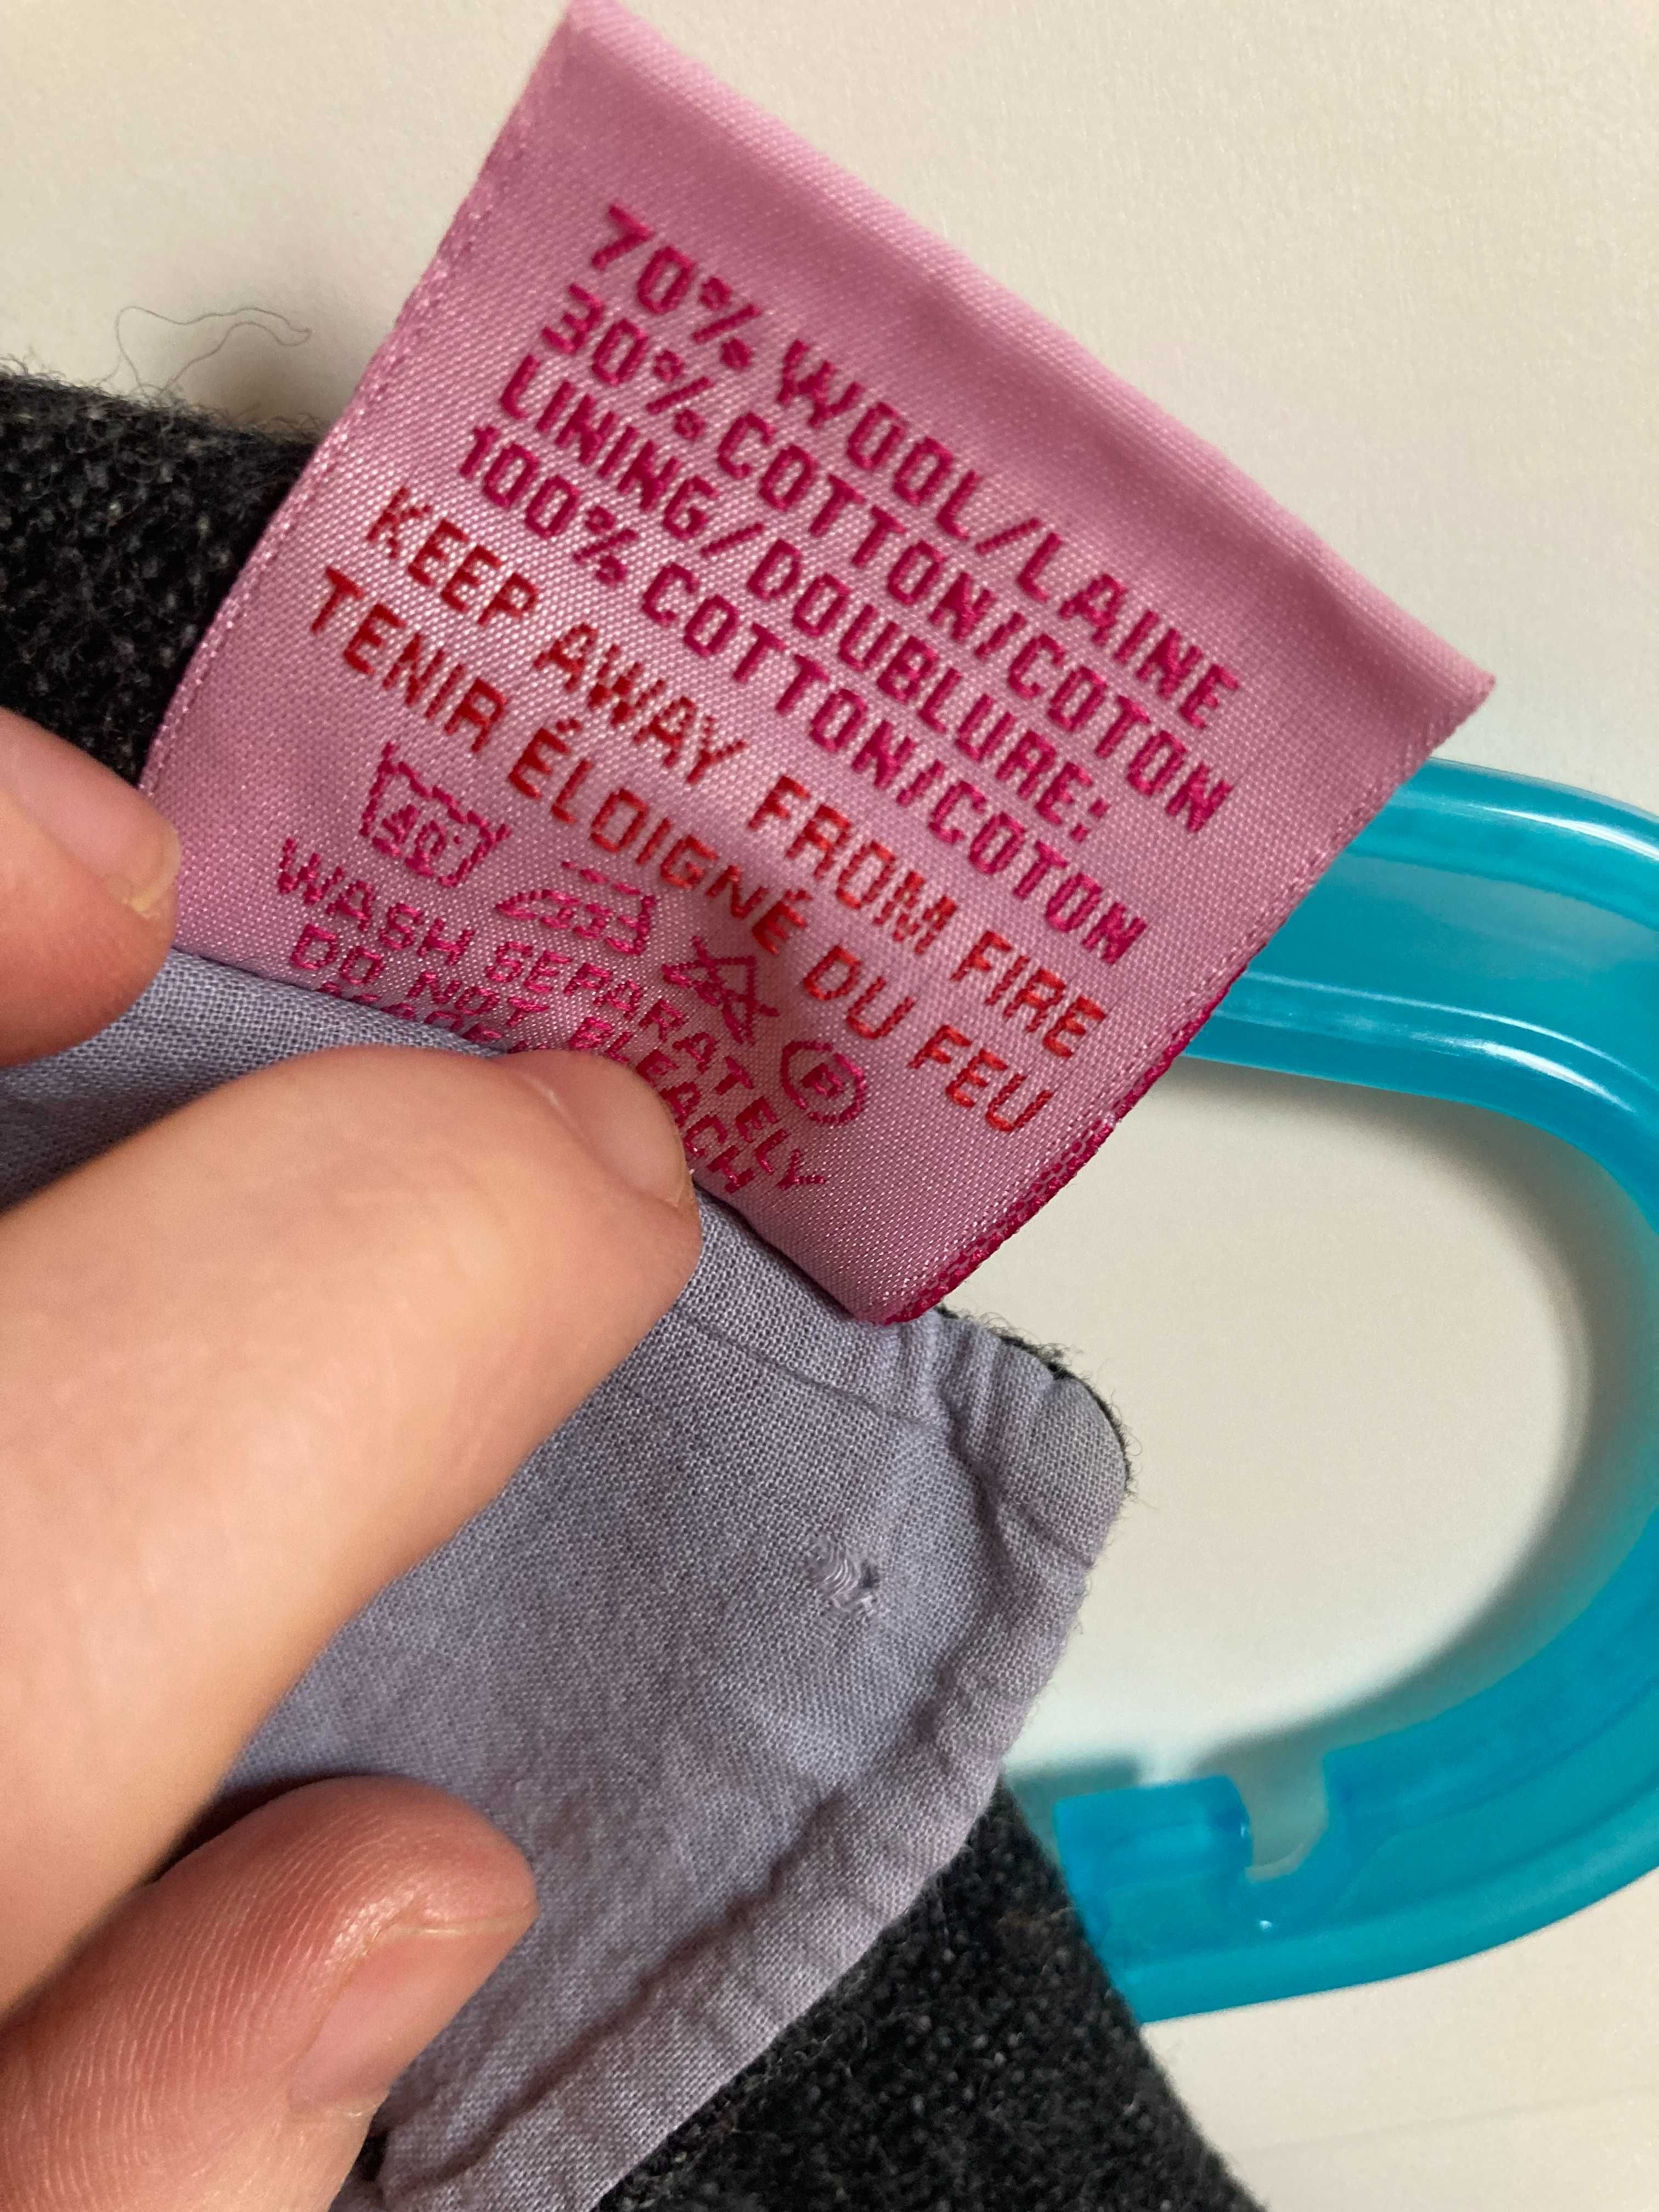 70% WOOL/LAINE
30% COTTON/COTON
LINING/DOUBLURE:
100% COTTON/COTON
KEEP AWAY FROM FIRE
TENIR ÉLOIGNÉ DU FEU
40°
P
WASH SEPARATELY
DO NOT BLEACH